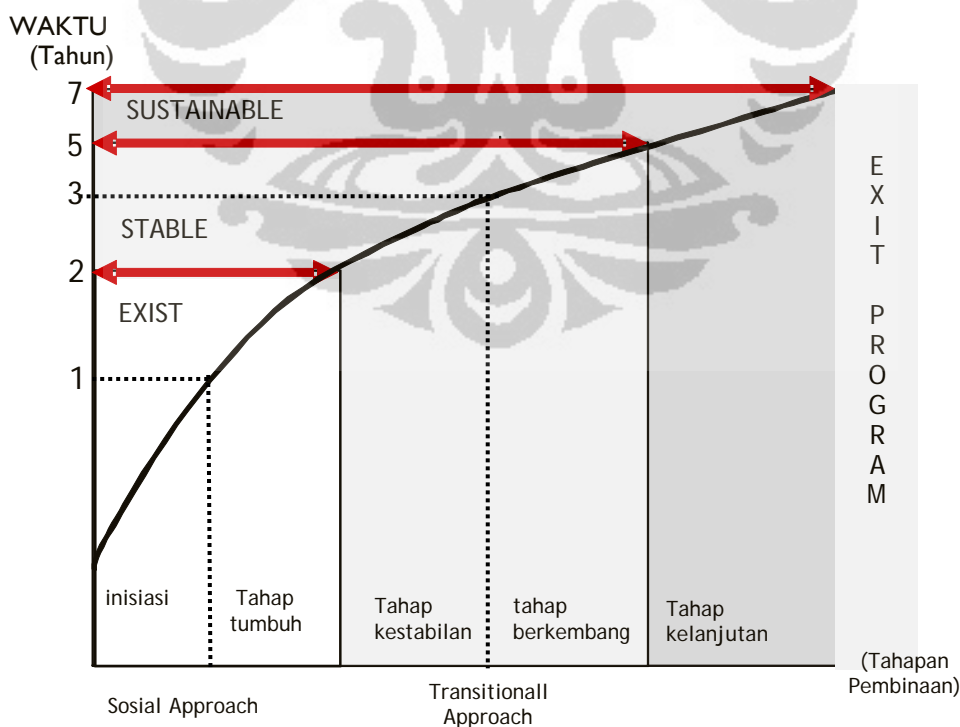 WAKTU
(Tahun)
7
SUSTAINABLE
5
3
STABLE
2
EXIST
1
inisiasi
Tahap
tumbuh
Tahap
kestabilan
tahap
berkembang
Tahap
kelanjutan
E
X
I
T
P
R
O
G
R
A
M
(Tahapan
Pembinaan)
Sosial Approach
Transitionall
Approach